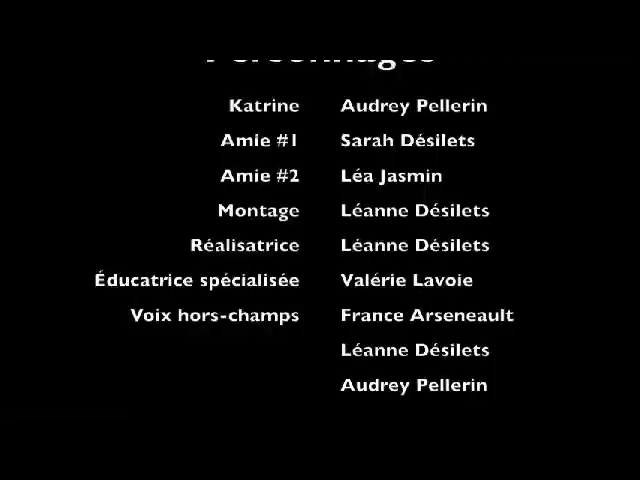 Personnages
Katrine Audrey Pellerin
Amie #1 Sarah Désilets
Amie #2 Léa Jasmin
Montage Léanne Désilets
Réalisatrice Léanne Désilets
Éducatrice spécialisée Valérie Lavoie
Voix hors-champs France Arseneault
Léanne Désilets
Audrey Pellerin